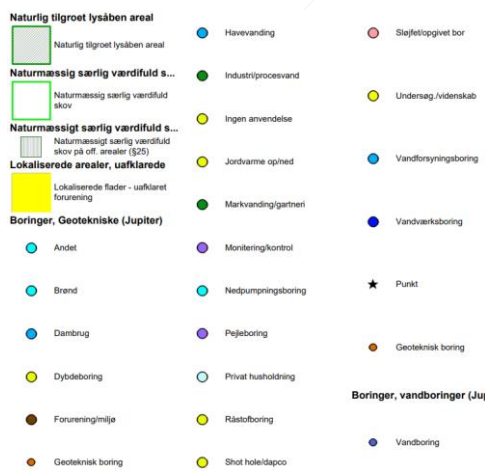 Naturlig tilgroet lysåben areal
Naturlig tilgroet lysåben areal
Naturmæssig særlig værdifuld s...
Naturmæssig særlig værdifuld
skov
Naturmæssigt særlig værdifuld s...
Naturmæssigt særlig værdifuld
skov på off. arealer (§25)
Lokaliserede arealer, uafklarede
Lokaliserede flader - uafklaret
forurening
Boringer, Geotekniske (Jupiter)
Andet
Brønd
Dambrug
Dybdeboring
Forurening/miljø
Geoteknisk boring
Havevanding
Industri/procesvand
Ingen anvendelse
Jordvarme op/ned
Markvanding/gartneri
Monitering/kontrol
Nedpumpningsboring
Pejleboring
Privat husholdning
Råstofboring
Shot hole/dapco
Sløjfet/opgivet bor
Undersøg./videnskab
Vandforsyningsboring
Vandværksboring
Punkt
Geoteknisk boring
Boringer, vandboringer (Jup
Vandboring